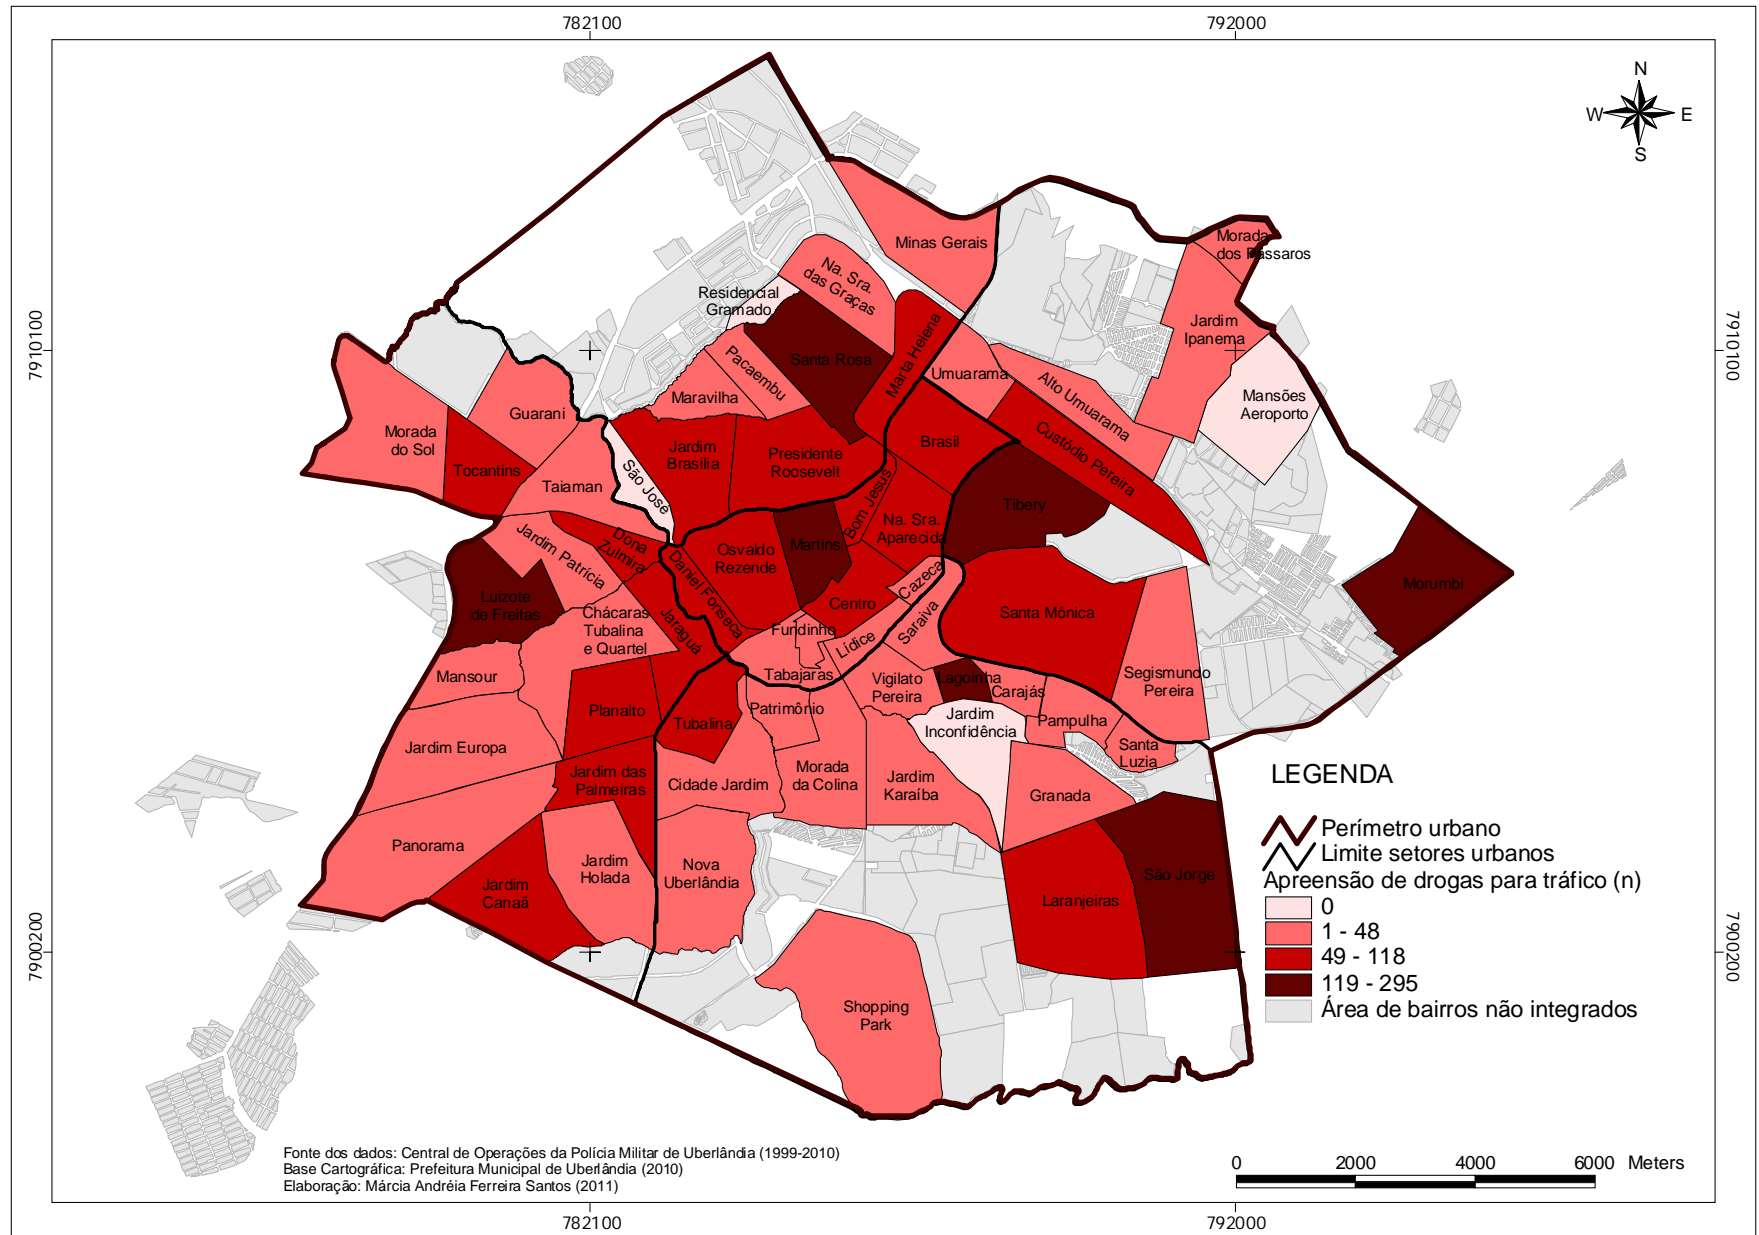 782100
792000
N
W
E
S
7910100
7910100
Minas Gerais
Morada
dos Pássaros
Na. Sra.
das Graças
Residencial
Gramado
Jardim
Ipanema
Marta Helena
Santa Rosa
Pacaembu
Maravilha
Umuarama
Alto Umuarama
Mansões
Aeroporto
Guarani
Morada
do Sol
Tocantins
Taiaman
São José
Jardim
Brasília
Presidente
Roosevelt
Brasil
Custódio Pereira
Bom Jesus
Tibery
Na. Sra.
Aparecida
Martins
Osvaldo
Rezende
Dona
Zulmira
Jardim Patrícia
Daniel Fonseca
Luizote
de Freitas
Chácaras
Tubalina
e Quartel
Jaraguá
Centro
Cazeca
Saraiva
Santa Mônica
Morumbi
Fundinho
Lídice
Tabajaras
Mansour
Vigilato
Pereira
Lagoinha
Carajás
Segismundo
Pereira
Planalto
Tubalina
Patrimônio
Jardim
Inconfidência
Pampulha
Santa
Luzia
Jardim Europa
Jardim das
Palmeiras
Cidade Jardim
Morada
da Colina
Jardim
Karaíba
Granada
Panorama
Jardim
Canaã
Jardim
Holada
Nova
Uberlândia
Laranjeiras
São Jorge
Shopping
Park
LEGENDA
Perímetro urbano
Limite setores urbanos
Apreensão de drogas para tráfico (n)
0
1 - 48
49 - 118
119 - 295
Área de bairros não integrados
7900200
7900200
Fonte dos dados: Central de Operações da Polícia Militar de Uberlândia (1999-2010)
Base Cartográfica: Prefeitura Municipal de Uberlândia (2010)
Elaboração: Márcia Andréia Ferreira Santos (2011)
0 2000 4000 6000 Meters
782100
792000